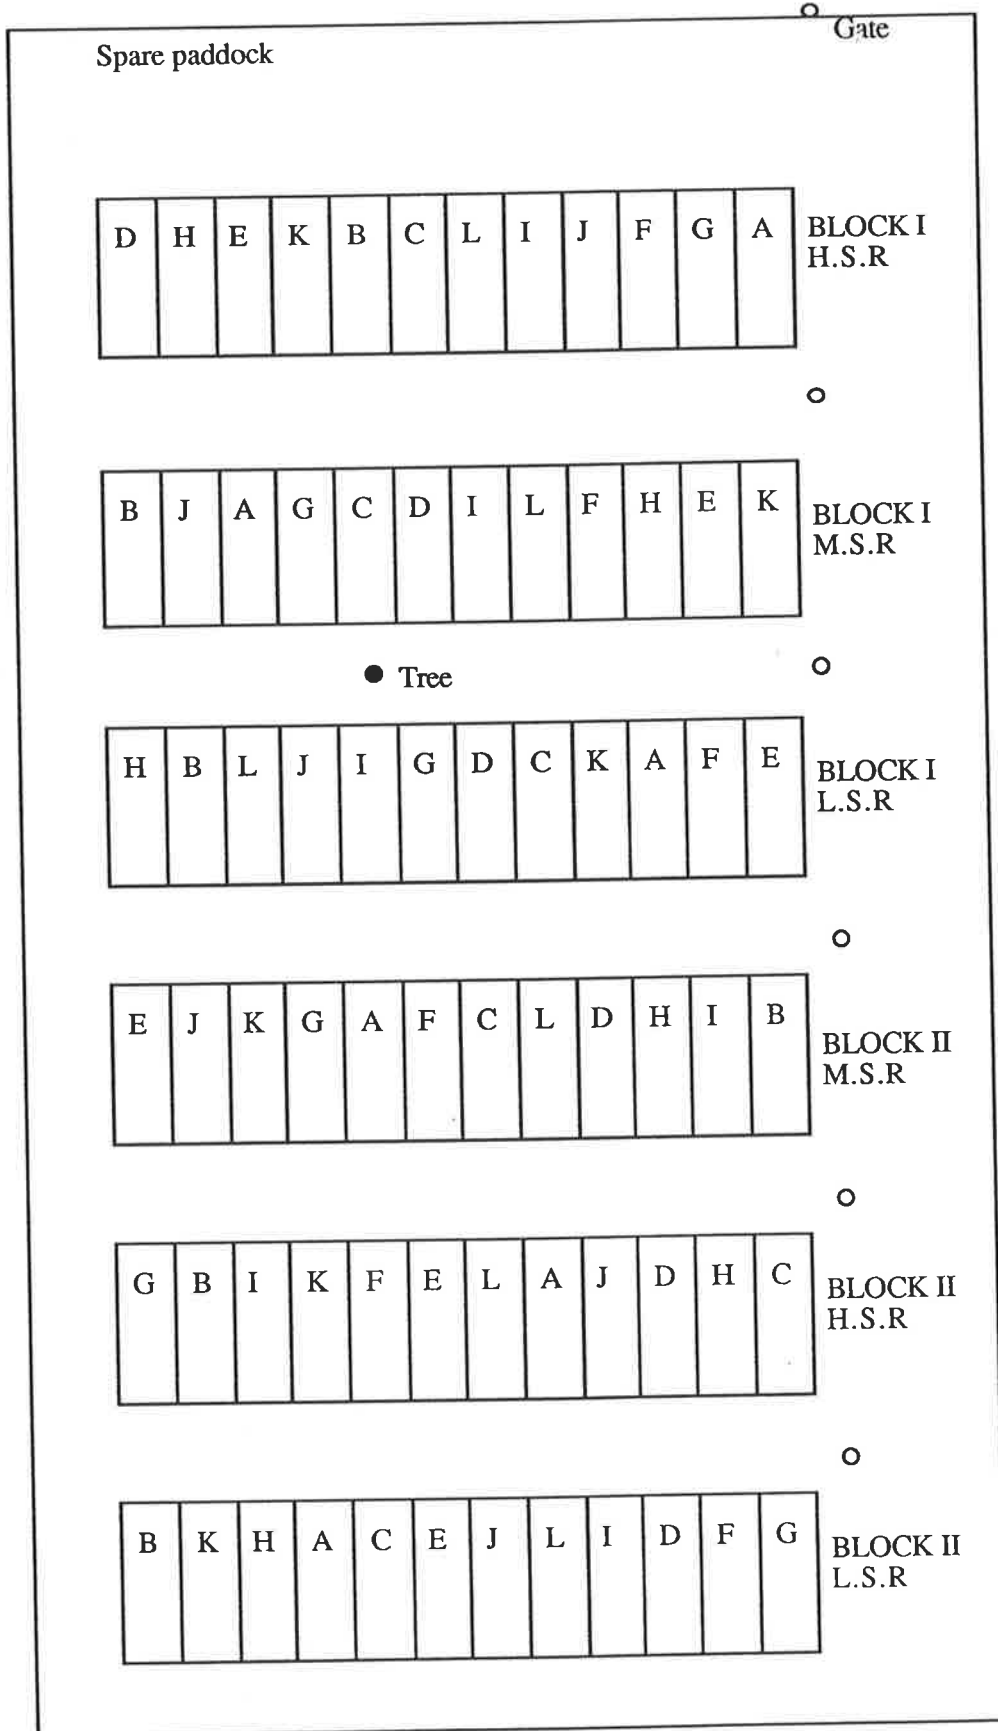 Gate
Spare paddock
D H E K B C L I J F G A
BLOCK I
H.S.R
B J A G C D I L F H E K
BLOCK I
M.S.R
Tree
H B L J I G D C K A F E
BLOCK I
L.S.R
E J K G A F C L D H I B
BLOCK II
M.S.R
G B I K F E L A J D H C
BLOCK II
H.S.R
B K H A C E J L I D F G
BLOCK II
L.S.R